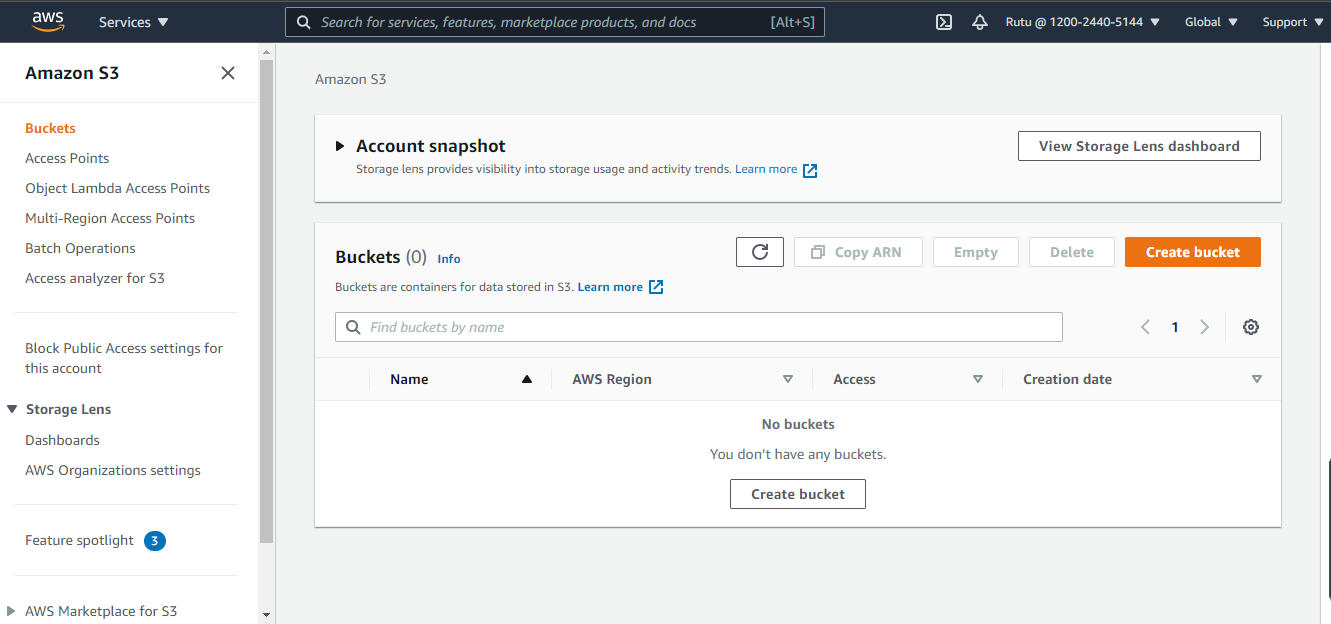 aws
Services
Search for services, features, marketplace products, and docs [Alt+S]
Rutu @ 1200-2440-5144
Global
Support
Amazon S3
Buckets
Access Points
Object Lambda Access Points
Multi-Region Access Points
Batch Operations
Access analyzer for S3
Block Public Access settings for
this account
Storage Lens
Dashboards
AWS Organizations settings
Feature spotlight 3
AWS Marketplace for S3
Amazon S3
Account snapshot
Storage lens provides visibility into storage usage and activity trends. Learn more
View Storage Lens dashboard
Buckets (0) Info
Buckets are containers for data stored in S3. Learn more
Copy ARN
Empty
Delete
Create bucket
Find buckets by name
1
Name AWS Region Access Creation date
No buckets
You don't have any buckets.
Create bucket